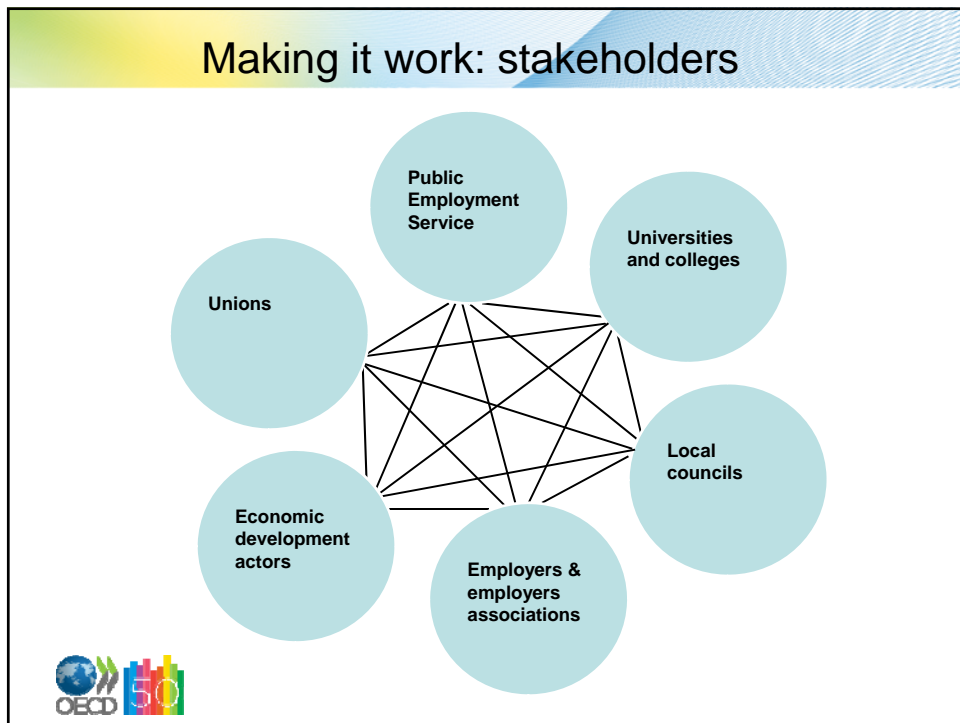 Making it work: stakeholders
Public
Employment
Service
Universities
and colleges
Unions
Local
councils
Economic
development
actors
Employers &
employers
associations
OECD
50